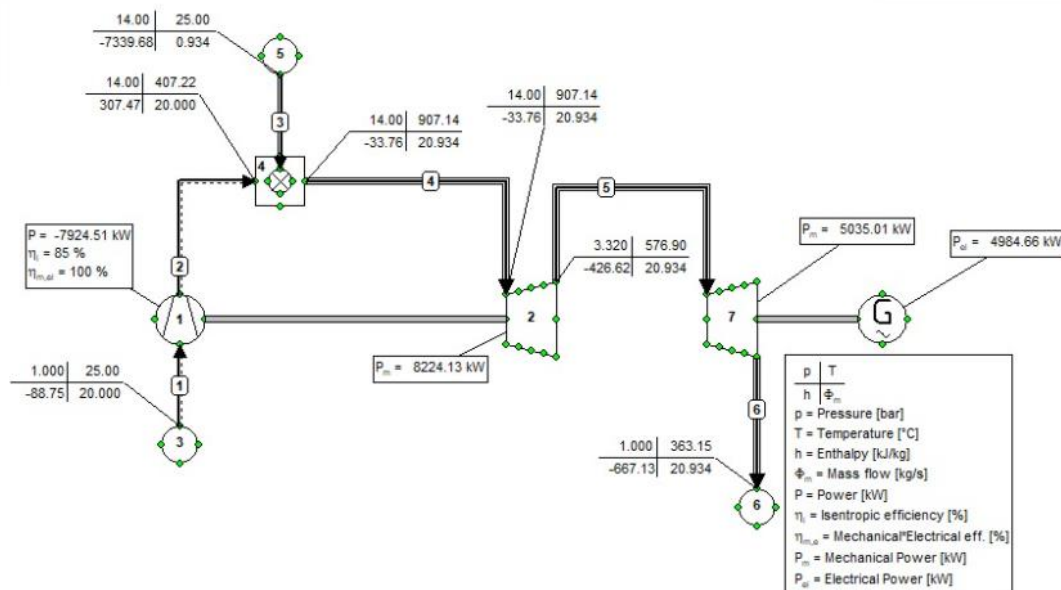 14.00 25.00
-7339.68 0.934
5
14.00 407.22
307.47 20.000
3
14.00 907.14
-33.76 20.934
14.00 907.14
-33.76 20.934
4
4
5
P = -7924.51 kW
ηi = 85 %
ηm,el = 100 %
2
1
3.320 576.90
-426.62 20.934
2
7
Pm = 5035.01 kW
Pel = 4984.66 kW
G
~
Pm = 8224.13 kW
1.000 25.00
-88.75 20.000
1
3
6
1.000 363.15
-667.13 20.934
6
p T
h Φm
p = Pressure [bar]
T = Temperature [°C]
h = Enthalpy [kJ/kg]
Φm = Mass flow [kg/s]
P = Power [kW]
ηi = Isentropic efficiency [%]
ηm,e = Mechanical*Electrical eff. [%]
Pm = Mechanical Power [kW]
Pel = Electrical Power [kW]